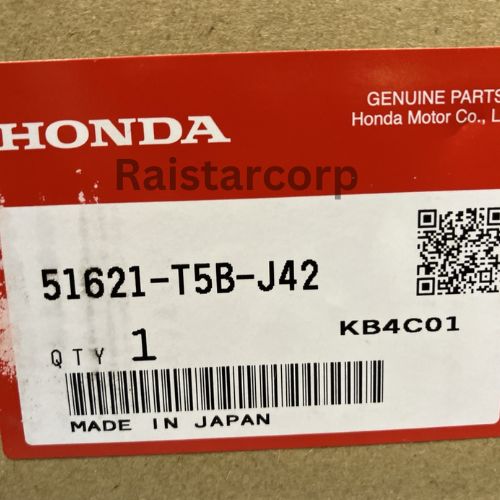 GENUINE PARTS
Honda Motor Co., L
HONDA
Raistarcorp
51621-T5B-J42
KB4C01
QTY 1
MADE IN JAPAN